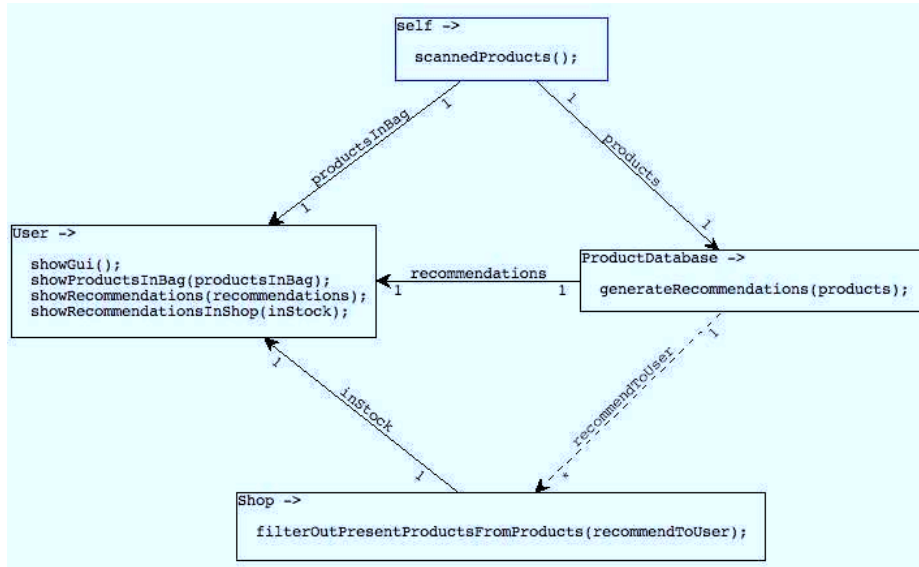 self ->
scannedProducts();
1
1
productsInBag
products
1
1
User ->
showGui();
showProductsInBag(productsInBag);
showRecommendations(recommendations);
showRecommendationsInShop(inStock);
recommendations
1
1
ProductDatabase ->
generateRecommendations(products);
1
1
recommendToUser
inStock
1
*
Shop ->
filterOutPresentProductsFromProducts(recommendToUser);